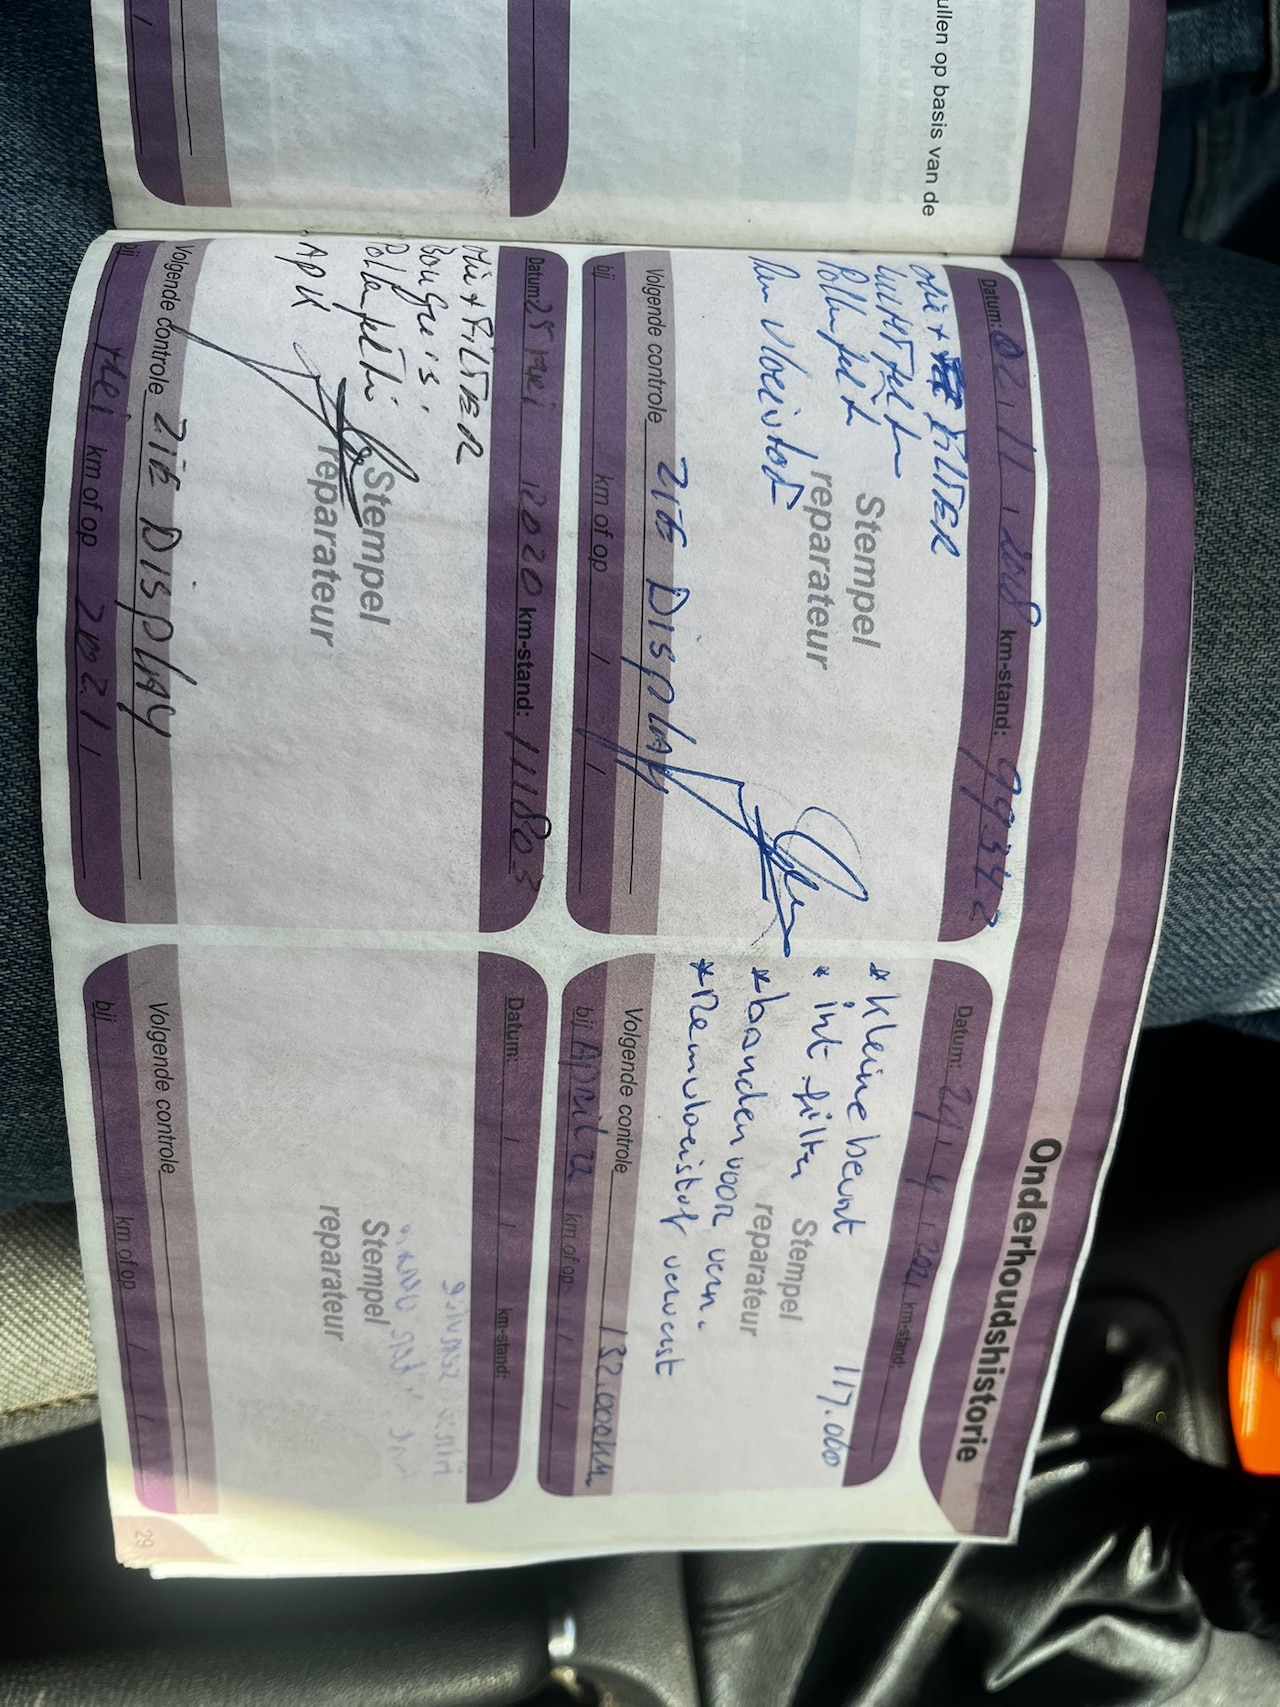 ullen op basis van de
Onderhoudshistorie
Datum: 02 , 11 , 2018 km-stand: 99342
olie + FILTER
luchtfilter
Pollenfilter
Rem vloeistof
Stempel
reparateur
Volgende controle ZIE DISPLAY
bij km of op / /
Datum: 29 , 4 , 2021 km-stand:
117.000
* kleine beurt
* int. filter
* banden voor vern.
* Remvloeistof ververst
Stempel
reparateur
Volgende controle 132.000km.
bij April 22 km of op / /
Datum: 25 mei 2020 km-stand: 111803
olie + FILTER
Bougie's
Pollenfilter
APK
Stempel
reparateur
Volgende controle ZIE DISPLAY
bij mei km of op 2021 /
Datum: / / km-stand:
Stempel
reparateur
Volgende controle
bij km of op / /
29